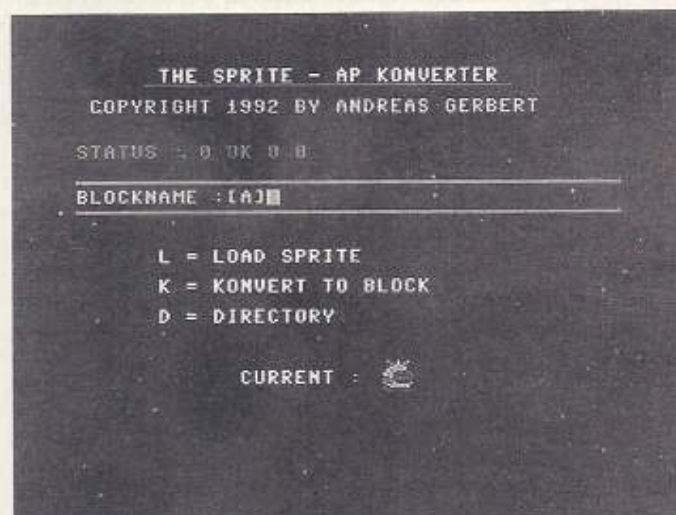 THE SPRITE - AP KONVERTER
COPYRIGHT 1992 BY ANDREAS GERBERT
STATUS : 0 OK 0 0
BLOCKNAME :[A]
L = LOAD SPRITE
K = KONVERT TO BLOCK
D = DIRECTORY
CURRENT :